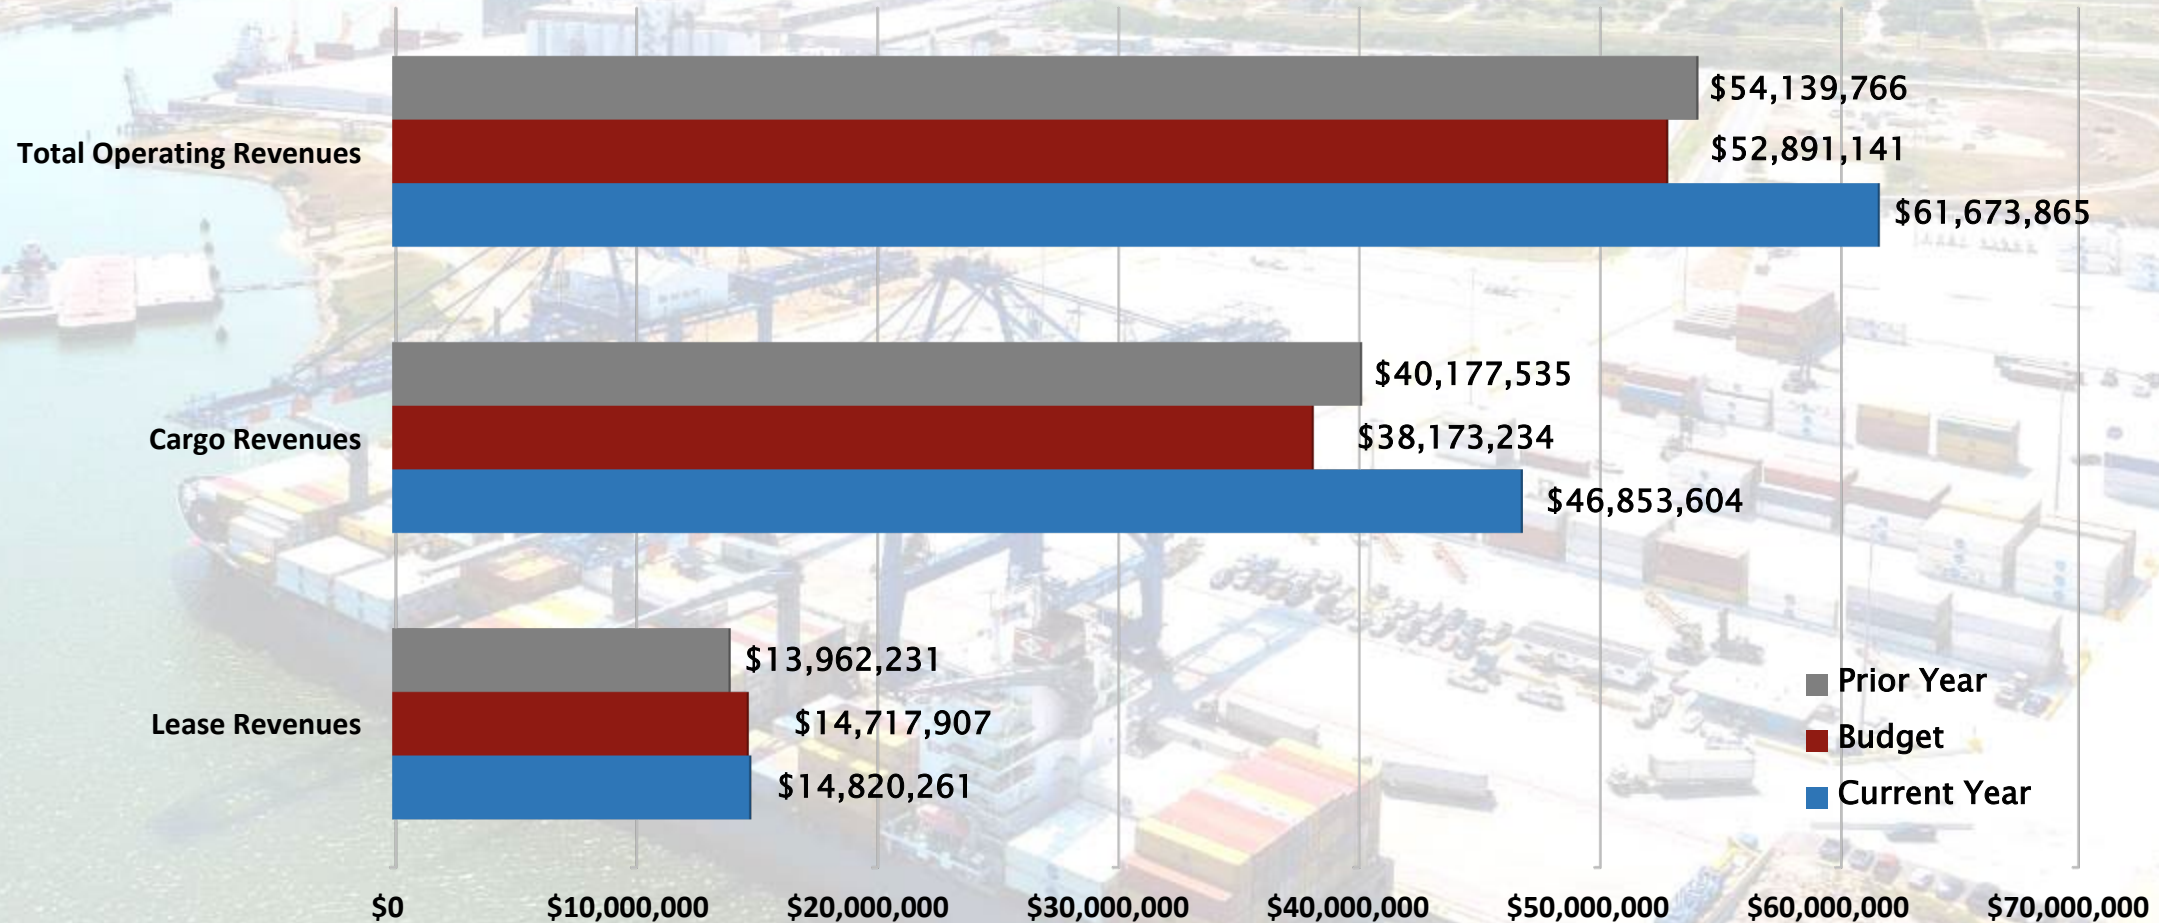 $54,139,766
Total Operating Revenues
$52,891,141
$61,673,865
$40,177,535
Cargo Revenues
$38,173,234
$46,853,604
$13,962,231
Lease Revenues
$14,717,907
$14,820,261
Prior Year
Budget
Current Year
$0 $10,000,000 $20,000,000 $30,000,000 $40,000,000 $50,000,000 $60,000,000 $70,000,000